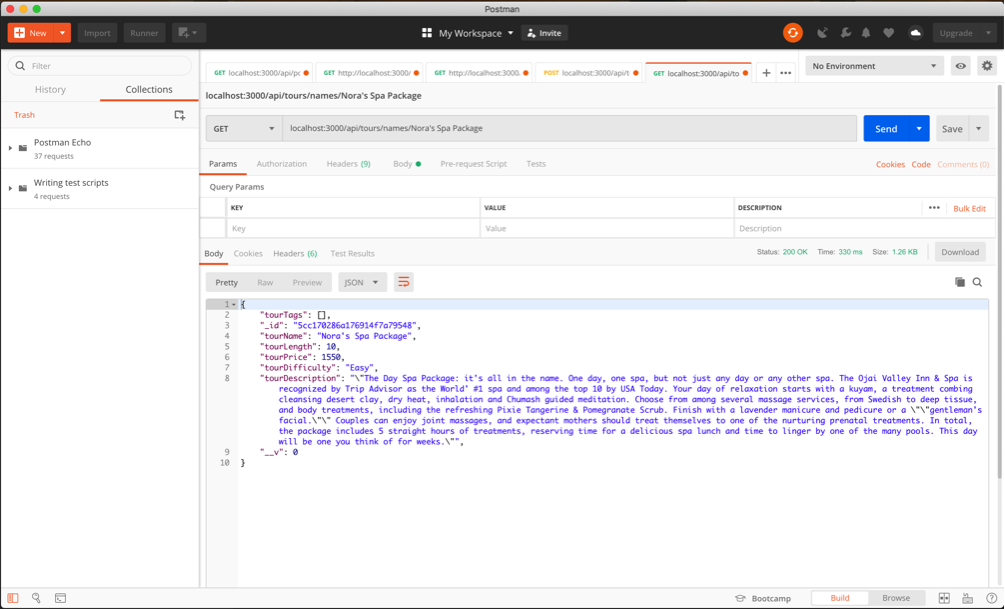 Postman
New
Import
Runner
My Workspace
Invite
Upgrade
Filter
History
Collections
Trash
Postman Echo
37 requests
Writing test scripts
4 requests
GET localhost:3000/api/pc
GET http://localhost:3000/
GET http://localhost:3000.
POST localhost:3000/api/t
GET localhost:3000/api/to
No Environment
localhost:3000/api/tours/names/Nora's Spa Package
GET
localhost:3000/api/tours/names/Nora's Spa Package
Send
Save
Params
Authorization
Headers (9)
Body
Pre-request Script
Tests
Cookies
Code
Comments (0)
Query Params
KEY
VALUE
DESCRIPTION
Bulk Edit
Key
Value
Description
Body
Cookies
Headers (6)
Test Results
Status: 200 OK
Time: 330 ms
Size: 1.26 KB
Download
Pretty
Raw
Preview
JSON
1 {
2 "tourTags": [],
3 "_id": "5cc170286a176914f7a79548",
4 "tourName": "Nora's Spa Package",
5 "tourLength": 10,
6 "tourPrice": 1550,
7 "tourDifficulty": "Easy",
8 "tourDescription": "\"The Day Spa Package: it's all in the name. One day, one spa, but not just any day or any other spa. The Ojai Valley Inn & Spa is
recognized by Trip Advisor as the World' #1 spa and among the top 10 by USA Today. Your day of relaxation starts with a kuyam, a treatment combing
cleansing desert clay, dry heat, inhalation and Chumash guided meditation. Choose from among several massage services, from Swedish to deep tissue,
and body treatments, including the refreshing Pixie Tangerine & Pomegranate Scrub. Finish with a lavender manicure and pedicure or a \"\"gentleman's
facial.\"\" Couples can enjoy joint massages, and expectant mothers should treat themselves to one of the nurturing prenatal treatments. In total,
the package includes 5 straight hours of treatments, reserving time for a delicious spa lunch and time to linger by one of the many pools. This day
will be one you think of for weeks.\"",
9 "__v": 0
10 }
Bootcamp
Build
Browse